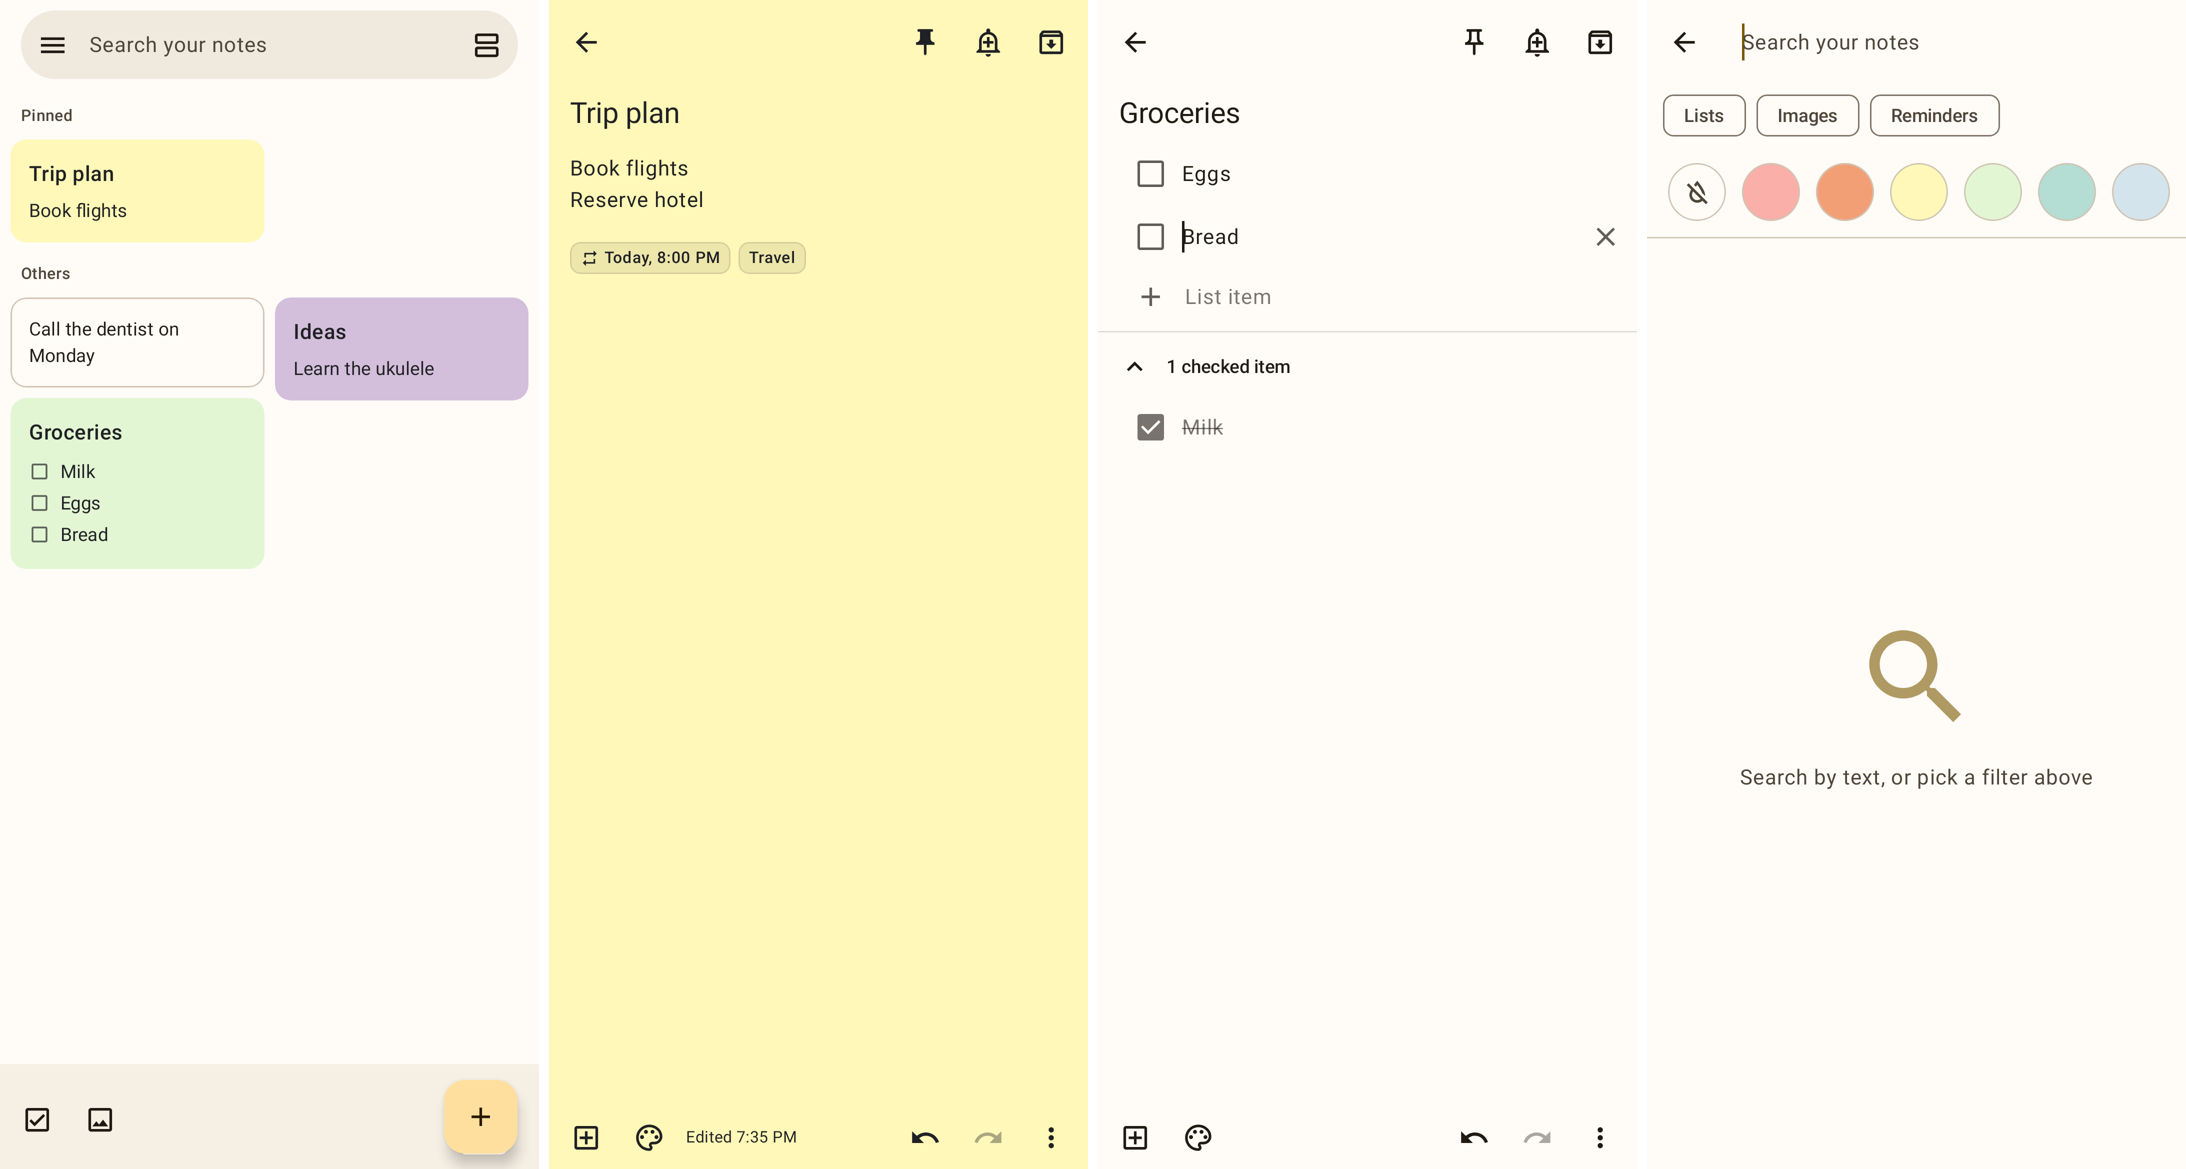 Search your notes
Pinned
Trip plan
Book flights
Others
Call the dentist on
Monday
Ideas
Learn the ukulele
Groceries
Milk
Eggs
Bread
Trip plan
Book flights
Reserve hotel
Today, 8:00 PM
Travel
Edited 7:35 PM
Groceries
Eggs
Bread
List item
1 checked item
Milk
Search your notes
Lists
Images
Reminders
Search by text, or pick a filter above